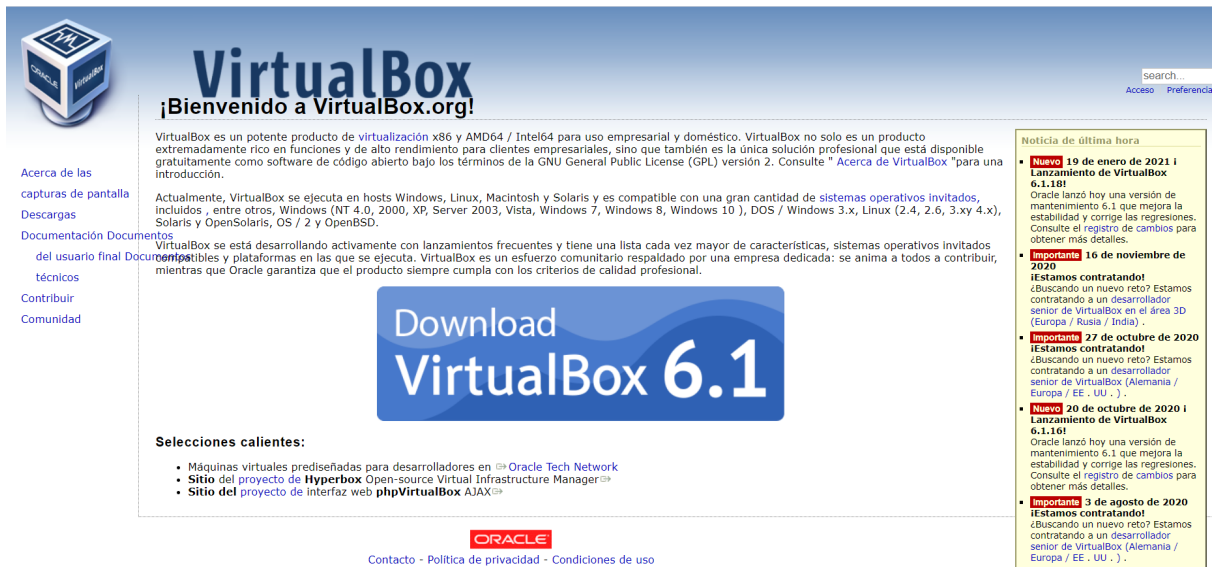 ORACLE
VirtualBox
VirtualBox
search...
Acceso Preferencia
¡Bienvenido a VirtualBox.org!
Acerca de las
capturas de pantalla
Descargas
Documentación Documentos
del usuario final Documentos
técnicos
Contribuir
Comunidad
VirtualBox es un potente producto de virtualización x86 y AMD64 / Intel64 para uso empresarial y doméstico. VirtualBox no solo es un producto
extremadamente rico en funciones y de alto rendimiento para clientes empresariales, sino que también es la única solución profesional que está disponible
gratuitamente como software de código abierto bajo los términos de la GNU General Public License (GPL) versión 2. Consulte " Acerca de VirtualBox "para una
introducción.
Actualmente, VirtualBox se ejecuta en hosts Windows, Linux, Macintosh y Solaris y es compatible con una gran cantidad de sistemas operativos invitados,
incluidos , entre otros, Windows (NT 4.0, 2000, XP, Server 2003, Vista, Windows 7, Windows 8, Windows 10 ), DOS / Windows 3.x, Linux (2.4, 2.6, 3.xy 4.x),
Solaris y OpenSolaris, OS / 2 y OpenBSD.
VirtualBox se está desarrollando activamente con lanzamientos frecuentes y tiene una lista cada vez mayor de características, sistemas operativos invitados
compatibles y plataformas en las que se ejecuta. VirtualBox es un esfuerzo comunitario respaldado por una empresa dedicada: se anima a todos a contribuir,
mientras que Oracle garantiza que el producto siempre cumpla con los criterios de calidad profesional.
Download
VirtualBox 6.1
Selecciones calientes:
• Máquinas virtuales prediseñadas para desarrolladores en Oracle Tech Network
• Sitio del proyecto de Hyperbox Open-source Virtual Infrastructure Manager
• Sitio del proyecto de interfaz web phpVirtualBox AJAX
Noticia de última hora
Nuevo 19 de enero de 2021 ¡
Lanzamiento de VirtualBox
6.1.18!
Oracle lanzó hoy una versión de
mantenimiento 6.1 que mejora la
estabilidad y corrige las regresiones.
Consulte el registro de cambios para
obtener más detalles.
Importante 16 de noviembre de
2020
¡Estamos contratando!
¿Buscando un nuevo reto? Estamos
contratando a un desarrollador
senior de VirtualBox en el área 3D
(Europa / Rusia / India) .
Importante 27 de octubre de 2020
¡Estamos contratando!
¿Buscando un nuevo reto? Estamos
contratando a un desarrollador
senior de VirtualBox (Alemania /
Europa / EE . UU . ) .
Nuevo 20 de octubre de 2020 ¡
Lanzamiento de VirtualBox
6.1.16!
Oracle lanzó hoy una versión de
mantenimiento 6.1 que mejora la
estabilidad y corrige las regresiones.
Consulte el registro de cambios para
obtener más detalles.
Importante 3 de agosto de 2020
¡Estamos contratando!
¿Buscando un nuevo reto? Estamos
contratando a un desarrollador
senior de VirtualBox (Alemania /
Europa / EE . UU . ) .
ORACLE
Contacto - Política de privacidad - Condiciones de uso